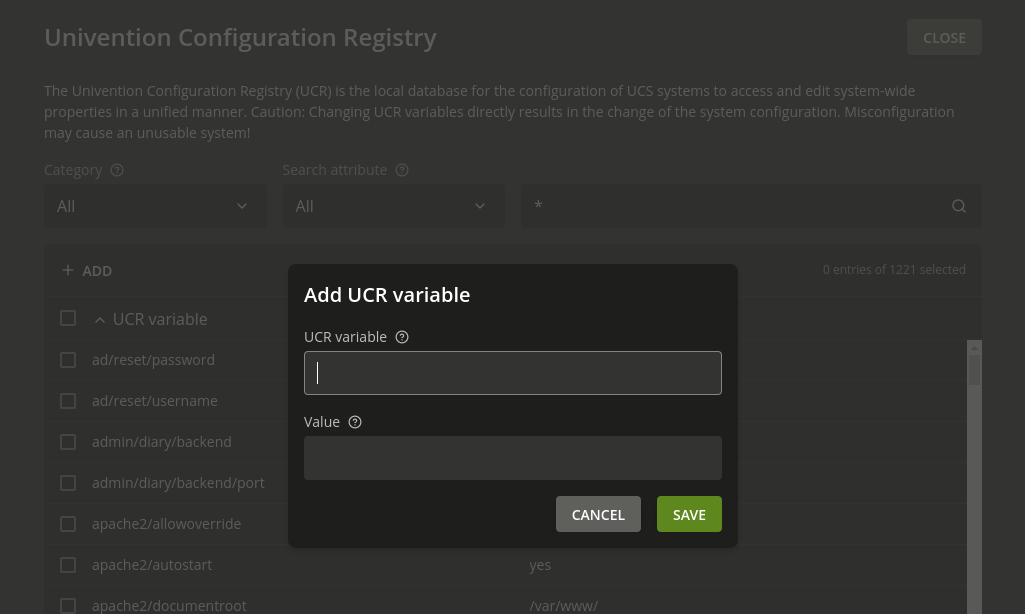 Univention Configuration Registry
CLOSE
The Univention Configuration Registry (UCR) is the local database for the configuration of UCS systems to access and edit system-wide
properties in a unified manner. Caution: Changing UCR variables directly results in the change of the system configuration. Misconfiguration
may cause an unusable system!
Category
Search attribute
All
All
*
ADD
0 entries of 1221 selected
UCR variable
ad/reset/password
ad/reset/username
admin/diary/backend
admin/diary/backend/port
apache2/allowoverride
apache2/autostart
yes
apache2/documentroot
/var/www/
Add UCR variable
UCR variable
Value
CANCEL
SAVE